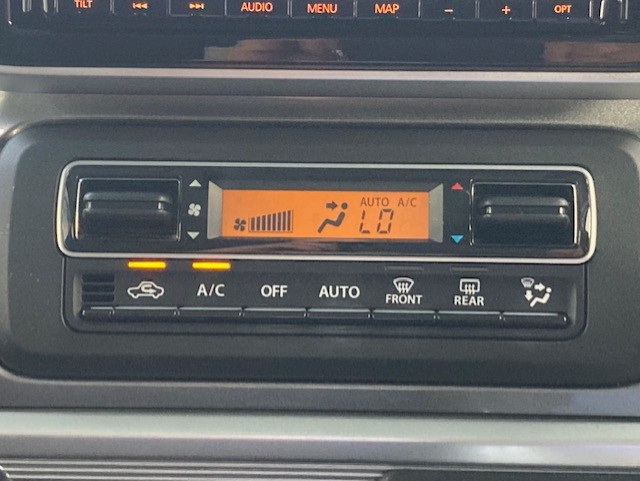 TILT AUDIO MENU MAP − + OPT
AUTO A/C
LO
A/C OFF AUTO FRONT REAR